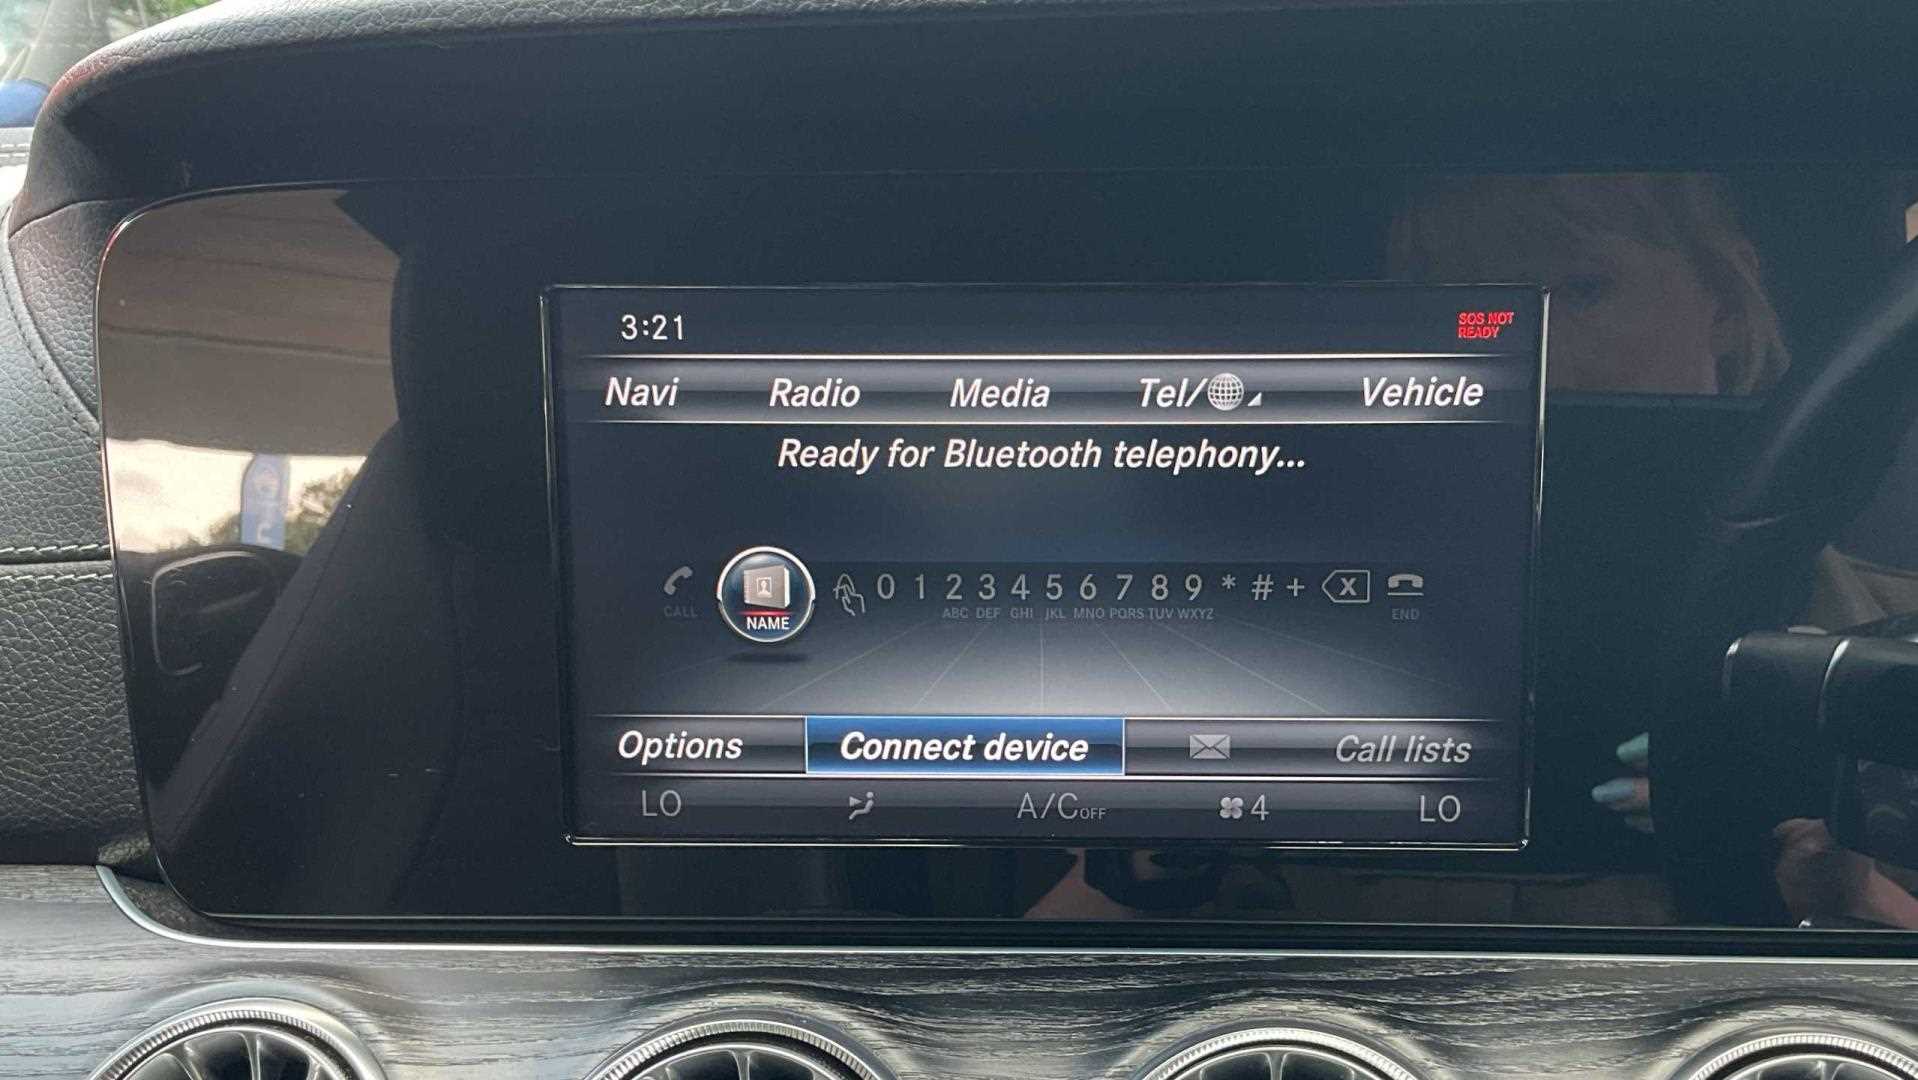 3:21
SOS NOT
READY
Navi Radio Media Tel/ Vehicle
Ready for Bluetooth telephony...
0 1 2 3 4 5 6 7 8 9 * # + X
CALL NAME ABC DEF GHI JKL MNO PQRS TUV WXYZ END
Options Connect device Call lists
LO A/C OFF 4 LO